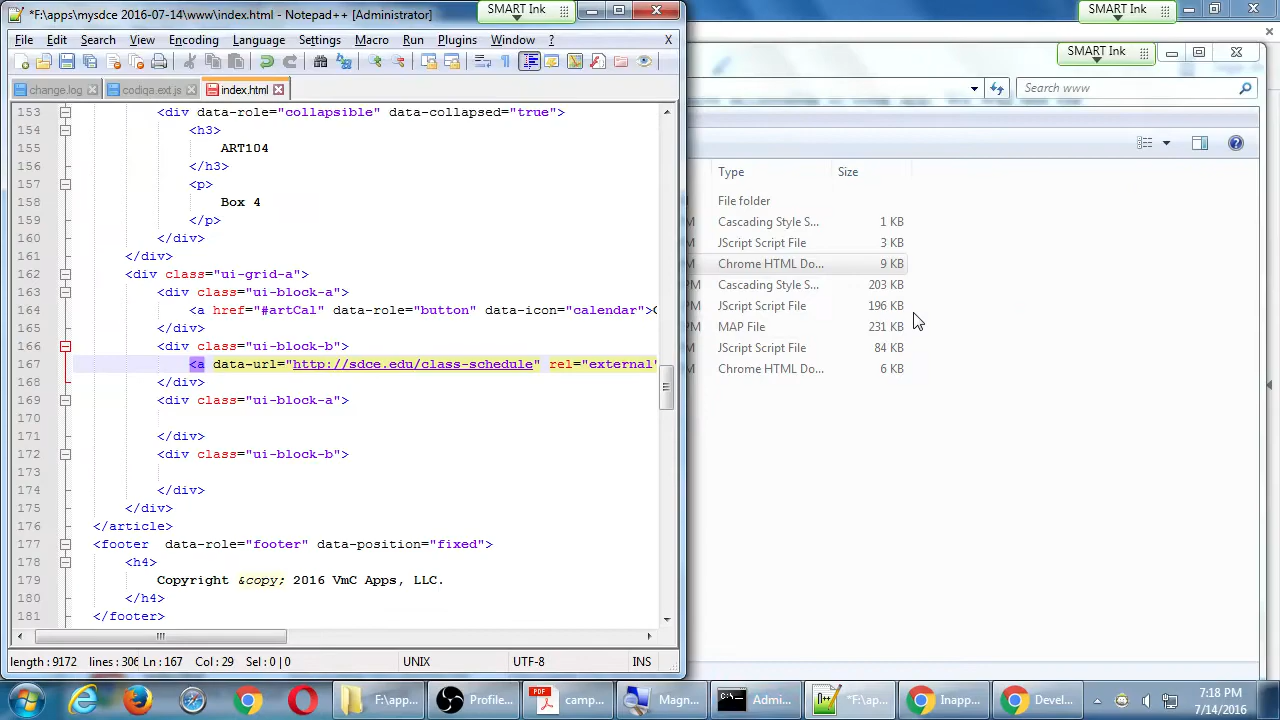 *F:\apps\mysdce 2016-07-14\www\index.html - Notepad++ [Administrator]
SMART Ink
SMART Ink
File Edit Search View Encoding Language Settings Macro Run Plugins Window ? X
SMART Ink
Search www
change.log codiqa.ext.js index.html
153 <div data-role="collapsible" data-collapsed="true">
154 <h3>
155 ART104
156 </h3>
157 <p>
158 Box 4
159 </p>
160 </div>
161 </div>
162 <div class="ui-grid-a">
163 <div class="ui-block-a">
164 <a href="#artCal" data-role="button" data-icon="calendar">
165 </div>
166 <div class="ui-block-b">
167 <a data-url="http://sdce.edu/class-schedule" rel="external"
168 </div>
169 <div class="ui-block-a">
170
171 </div>
172 <div class="ui-block-b">
173
174 </div>
175 </div>
176 </article>
177 <footer data-role="footer" data-position="fixed">
178 <h4>
179 Copyright &copy; 2016 VmC Apps, LLC.
180 </h4>
181 </footer>
Type Size
File folder
M Cascading Style S... 1 KB
M JScript Script File 3 KB
M Chrome HTML Do... 9 KB
PM Cascading Style S... 203 KB
PM JScript Script File 196 KB
PM MAP File 231 KB
M JScript Script File 84 KB
M Chrome HTML Do... 6 KB
length : 9172 lines : 306 Ln : 167 Col : 29 Sel : 0 | 0 UNIX UTF-8 INS
F:\app... Profile... camp... Magn... Admi... *F:\ap... Inapp... Devel...
7:18 PM
7/14/2016